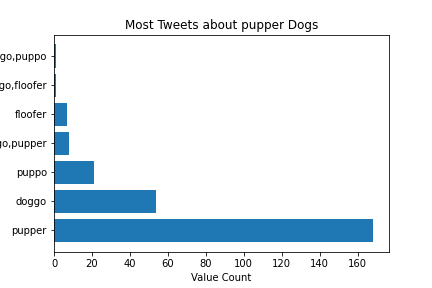 Most Tweets about pupper Dogs
go,puppo
go,floofer
floofer
go,pupper
puppo
doggo
pupper
0 20 40 60 80 100 120 140 160
Value Count